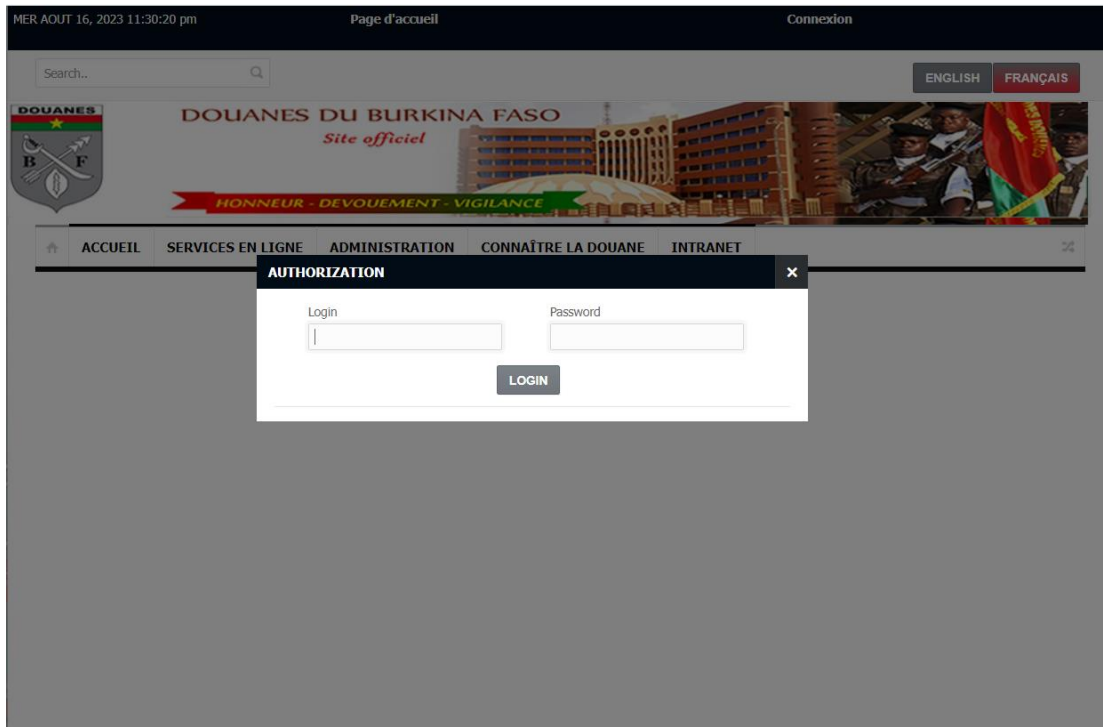 MER AOUT 16, 2023 11:30:20 pm Page d'accueil Connexion
Search..
ENGLISH FRANÇAIS
DOUANES
B F
DOUANES DU BURKINA FASO
Site officiel
HONNEUR - DEVOUEMENT - VIGILANCE
ACCUEIL SERVICES EN LIGNE ADMINISTRATION CONNAÎTRE LA DOUANE INTRANET
AUTHORIZATION
Login Password
LOGIN